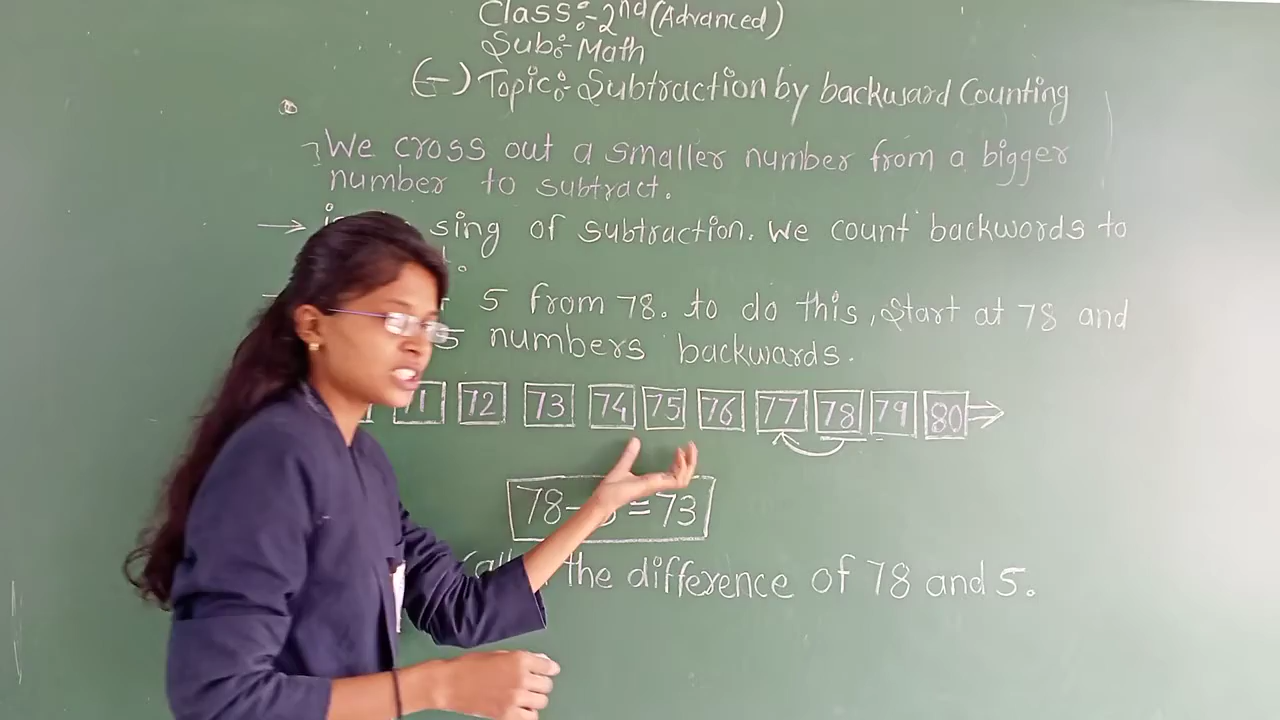 Class:-2nd (Advanced)
Sub:- Math
(-) Topic:- Subtraction by backward Counting
We cross out a smaller number from a bigger
number to subtract.
→ sing of subtraction. We count backwords to
5 from 78. to do this, Start at 78 and
5 numbers backwards.
71 72 73 74 75 76 77 78 79 80
78- =73
the difference of 78 and 5.